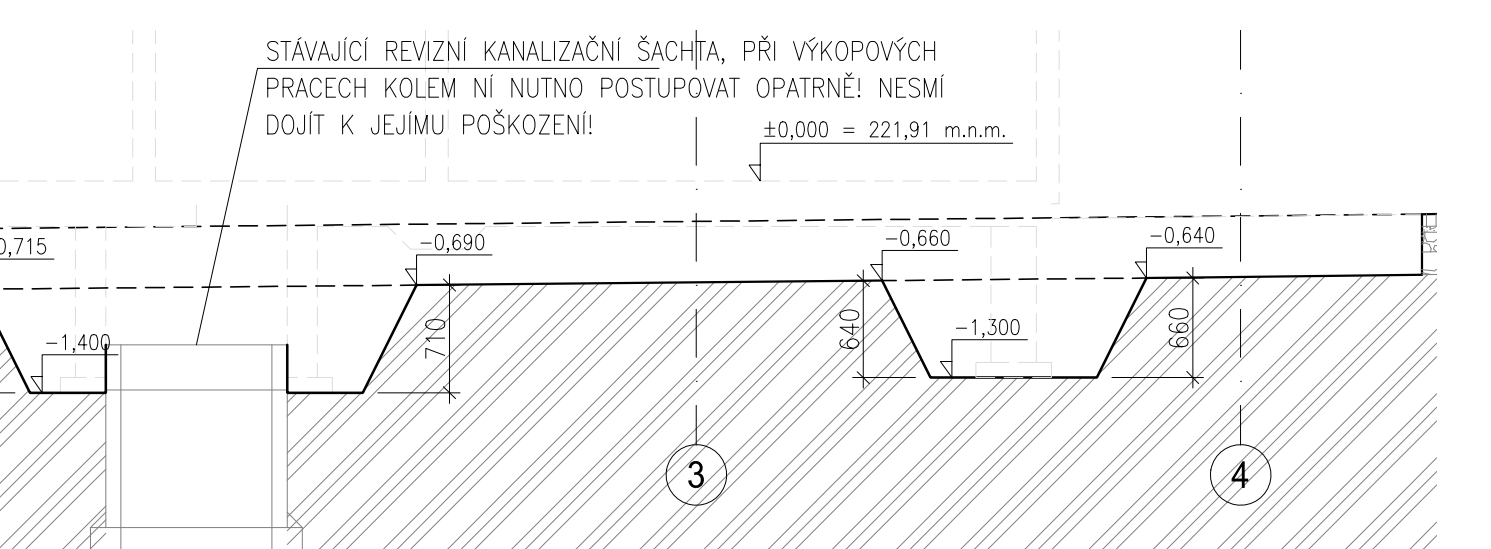 STÁVAJÍCÍ REVIZNÍ KANALIZAČNÍ ŠACHTA, PŘI VÝKOPOVÝCH
PRACECH KOLEM NÍ NUTNO POSTUPOVAT OPATRNĚ! NESMÍ
DOJÍT K JEJÍMU POŠKOZENÍ!
±0,000 = 221,91 m.n.m.
0,715
-0,690
-0,660
-0,640
-1,400
710
640
-1,300
660
3
4